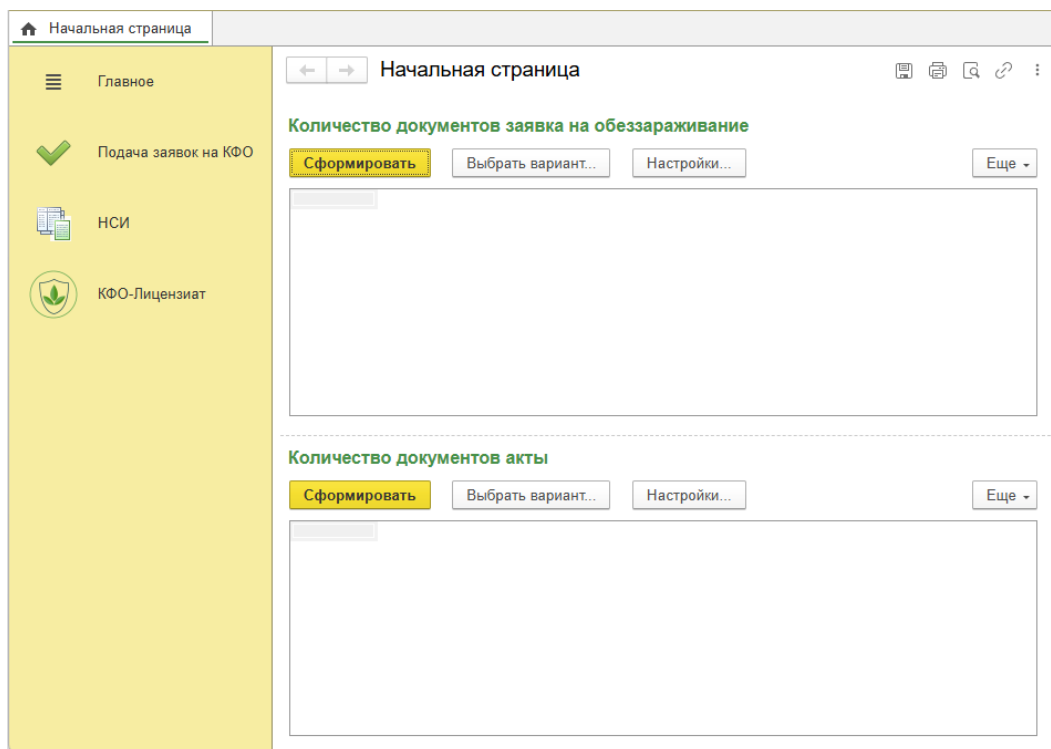 Начальная страница
Главное
Подача заявок на КФО
НСИ
КФО-Лицензиат
Начальная страница
Количество документов заявка на обеззараживание
Сформировать Выбрать вариант... Настройки... Еще
Количество документов акты
Сформировать Выбрать вариант... Настройки... Еще